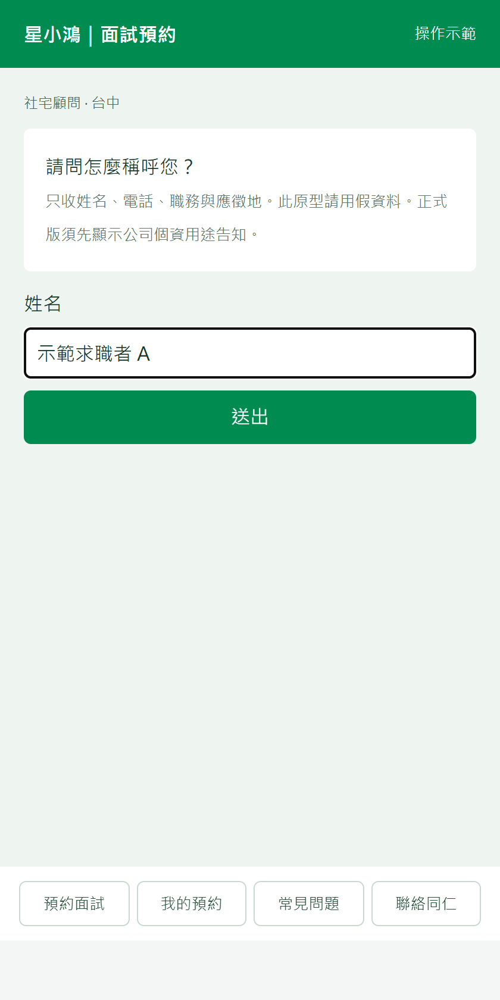 星小鴻｜面試預約
操作示範
社宅顧問 · 台中
請問怎麼稱呼您？
只收姓名、電話、職務與應徵地。此原型請用假資料。正式
版須先顯示公司個資用途告知。
姓名
示範求職者 A
送出
預約面試
我的預約
常見問題
聯絡同仁